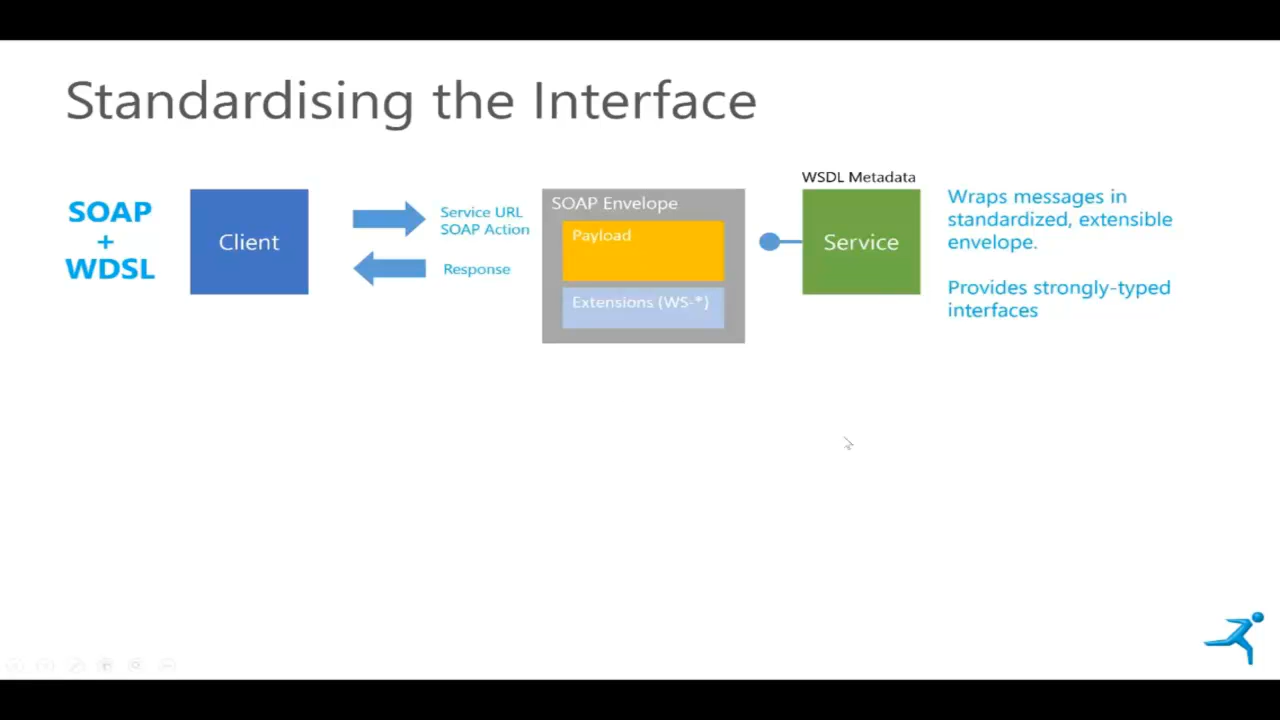 Standardising the Interface
SOAP
+
WDSL
Client
Service URL
SOAP Action
Response
SOAP Envelope
Payload
Extensions (WS-*)
WSDL Metadata
Service
Wraps messages in
standardized, extensible
envelope.
Provides strongly-typed
interfaces